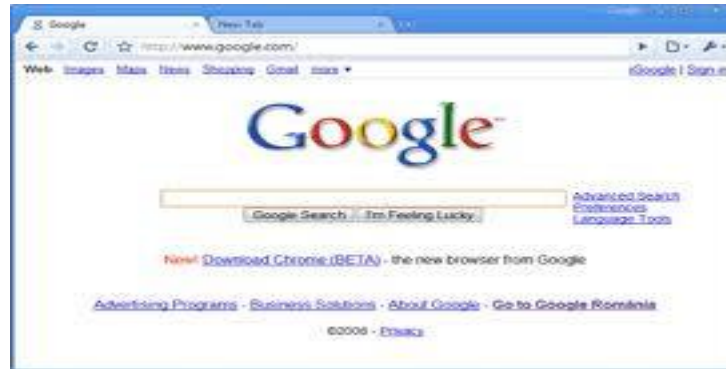 Google New Tab
http://www.google.com/
Web Images Maps News Shopping Gmail more ▼
iGoogle | Sign in
Google
Advanced Search
Preferences
Language Tools
Google Search I'm Feeling Lucky
New! Download Chrome (BETA) - the new browser from Google
Advertising Programs - Business Solutions - About Google - Go to Google România
©2008 - Privacy